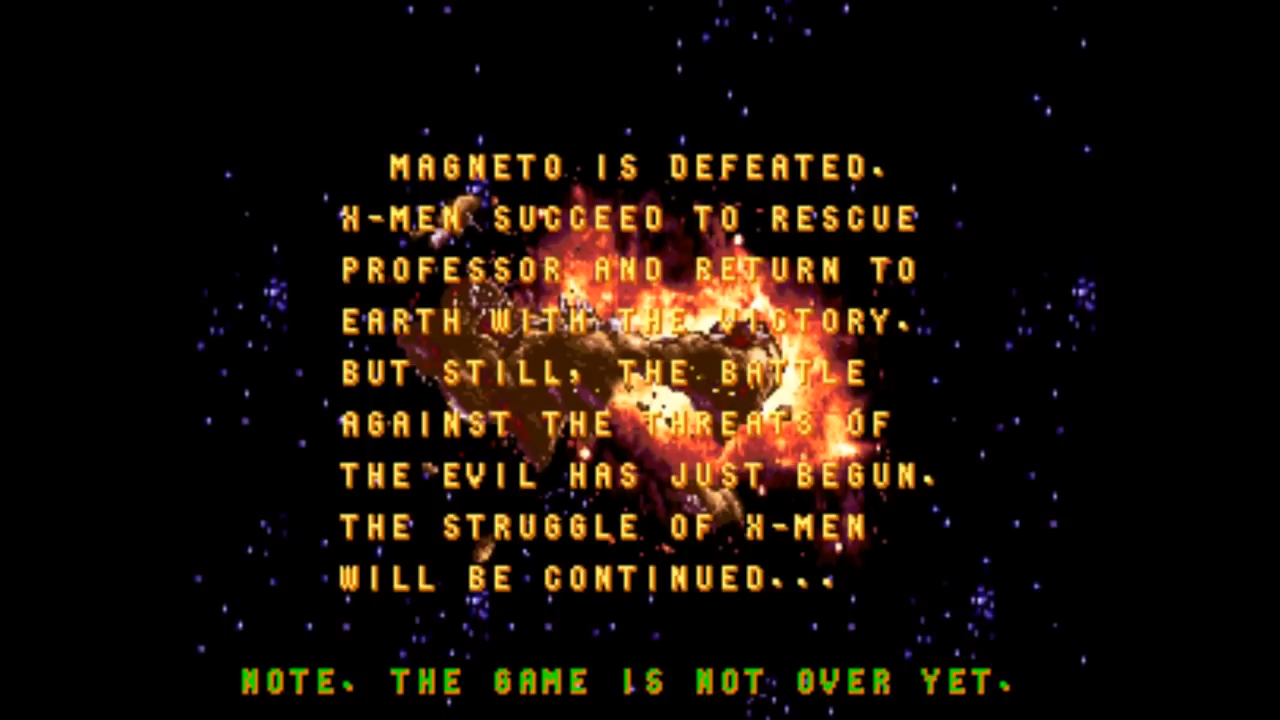 MAGNETO IS DEFEATED.
X-MEN SUCCEED TO RESCUE
PROFESSOR AND RETURN TO
EARTH WITH THE VICTORY.
BUT STILL, THE BATTLE
AGAINST THE THREATS OF
THE EVIL HAS JUST BEGUN.
THE STRUGGLE OF X-MEN
WILL BE CONTINUED...
NOTE. THE GAME IS NOT OVER YET.